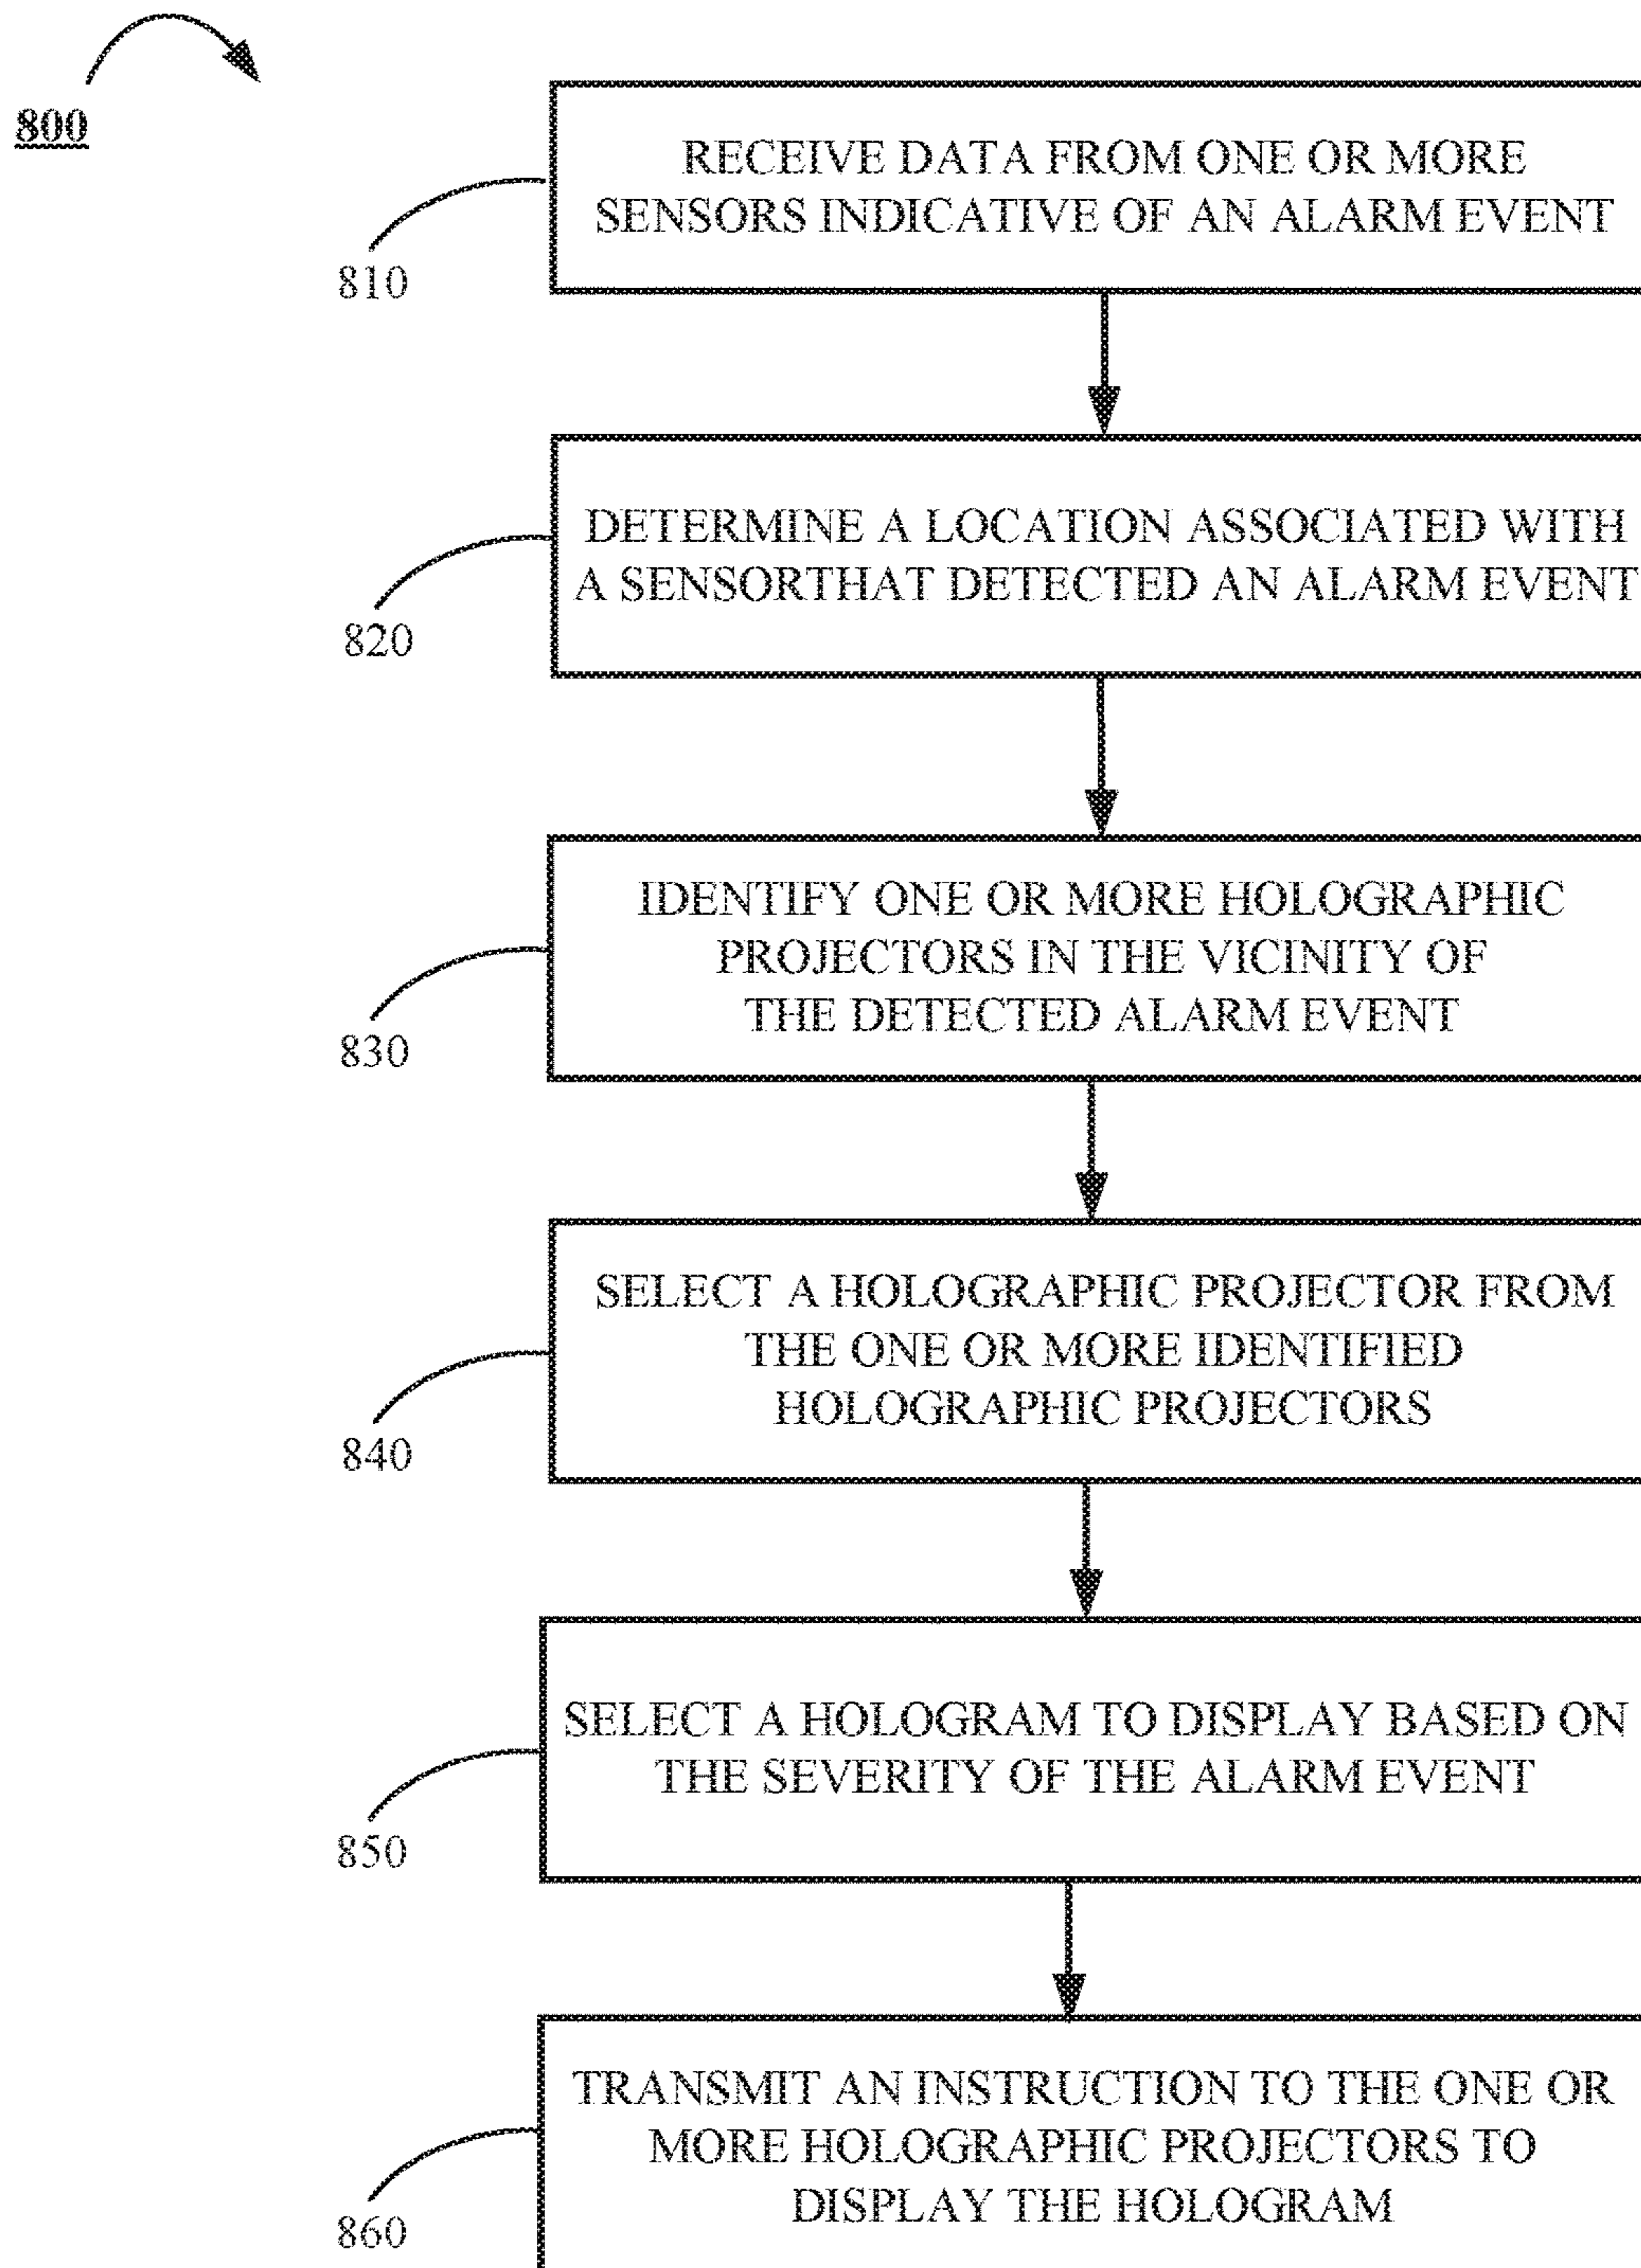 800
RECEIVE DATA FROM ONE OR MORE
SENSORS INDICATIVE OF AN ALARM EVENT
810
DETERMINE A LOCATION ASSOCIATED WITH
A SENSORTHAT DETECTED AN ALARM EVENT
820
IDENTIFY ONE OR MORE HOLOGRAPHIC
PROJECTORS IN THE VICINITY OF
THE DETECTED ALARM EVENT
830
SELECT A HOLOGRAPHIC PROJECTOR FROM
THE ONE OR MORE IDENTIFIED
HOLOGRAPHIC PROJECTORS
840
SELECT A HOLOGRAM TO DISPLAY BASED ON
THE SEVERITY OF THE ALARM EVENT
850
TRANSMIT AN INSTRUCTION TO THE ONE OR
MORE HOLOGRAPHIC PROJECTORS TO
DISPLAY THE HOLOGRAM
860